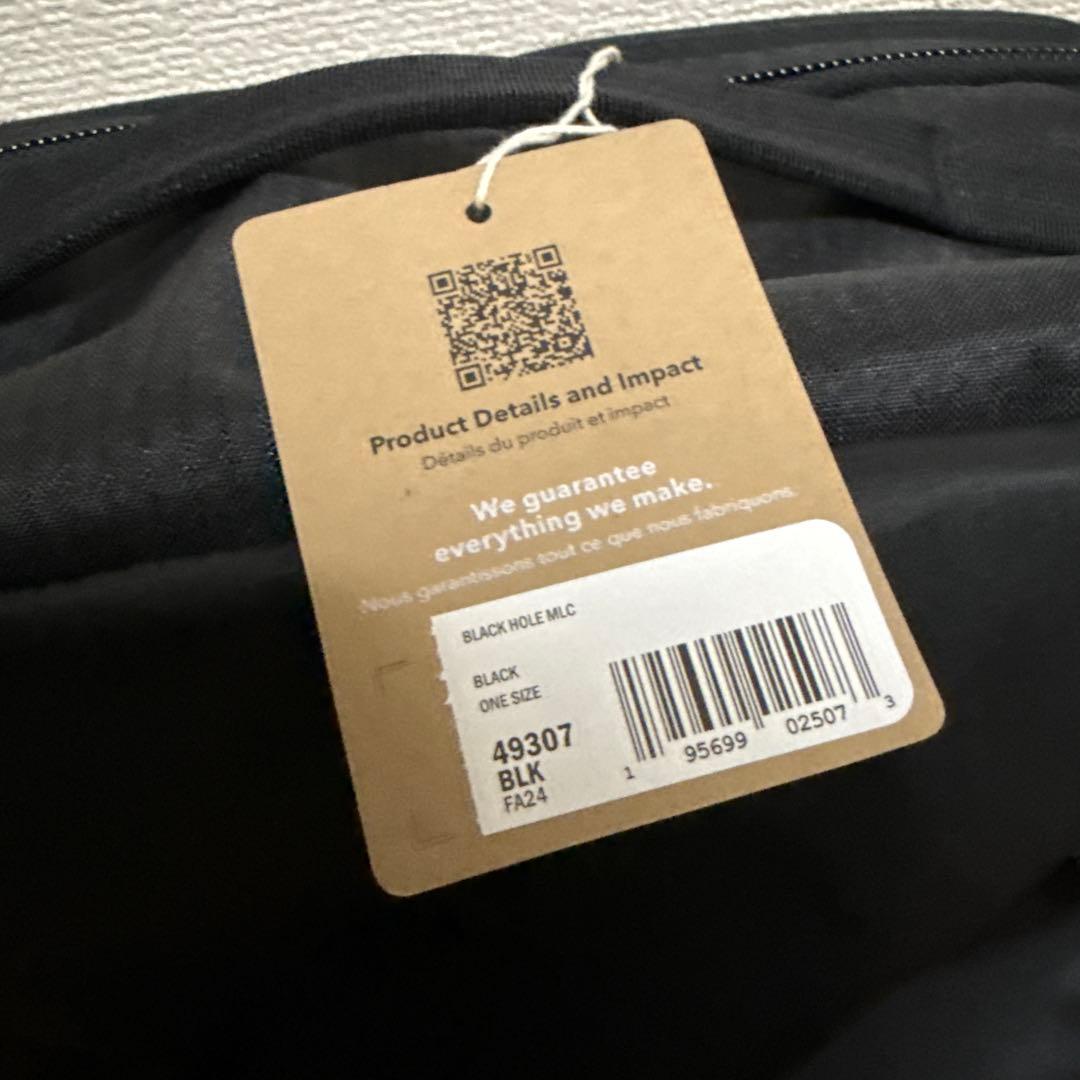 Product Details and Impact
Détails du produit et impact
We guarantee
everything we make.
Nous garantissons tout ce que nous fabriquons.
BLACK HOLE MLC
BLACK
ONE SIZE
49307
BLK
FA24
1 95699 02507 3